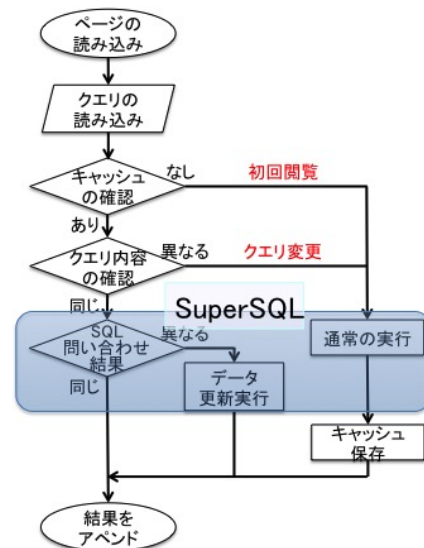 ページの
読み込み
クエリの
読み込み
キャッシュ
の確認
なし
初回閲覧
あり
クエリ内容
の確認
異なる
クエリ変更
同じ
SuperSQL
SQL
問い合わせ
結果
異なる
通常の実行
同じ
データ
更新実行
キャッシュ
保存
結果を
アペンド